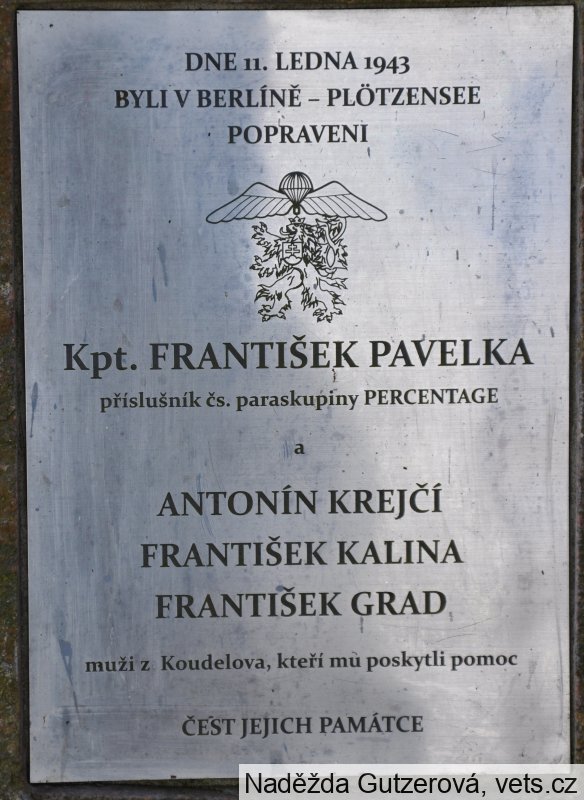 DNE 11. LEDNA 1943
BYLI V BERLÍNĚ – PLÖTZENSEE
POPRAVENI
Kpt. FRANTIŠEK PAVELKA
příslušník čs. paraskupiny PERCENTAGE
a
ANTONÍN KREJČÍ
FRANTIŠEK KALINA
FRANTIŠEK GRAD
muži z Koudelova, kteří mu poskytli pomoc
ČEST JEJICH PAMÁTCE
Naděžda Gutzerová, vets.cz